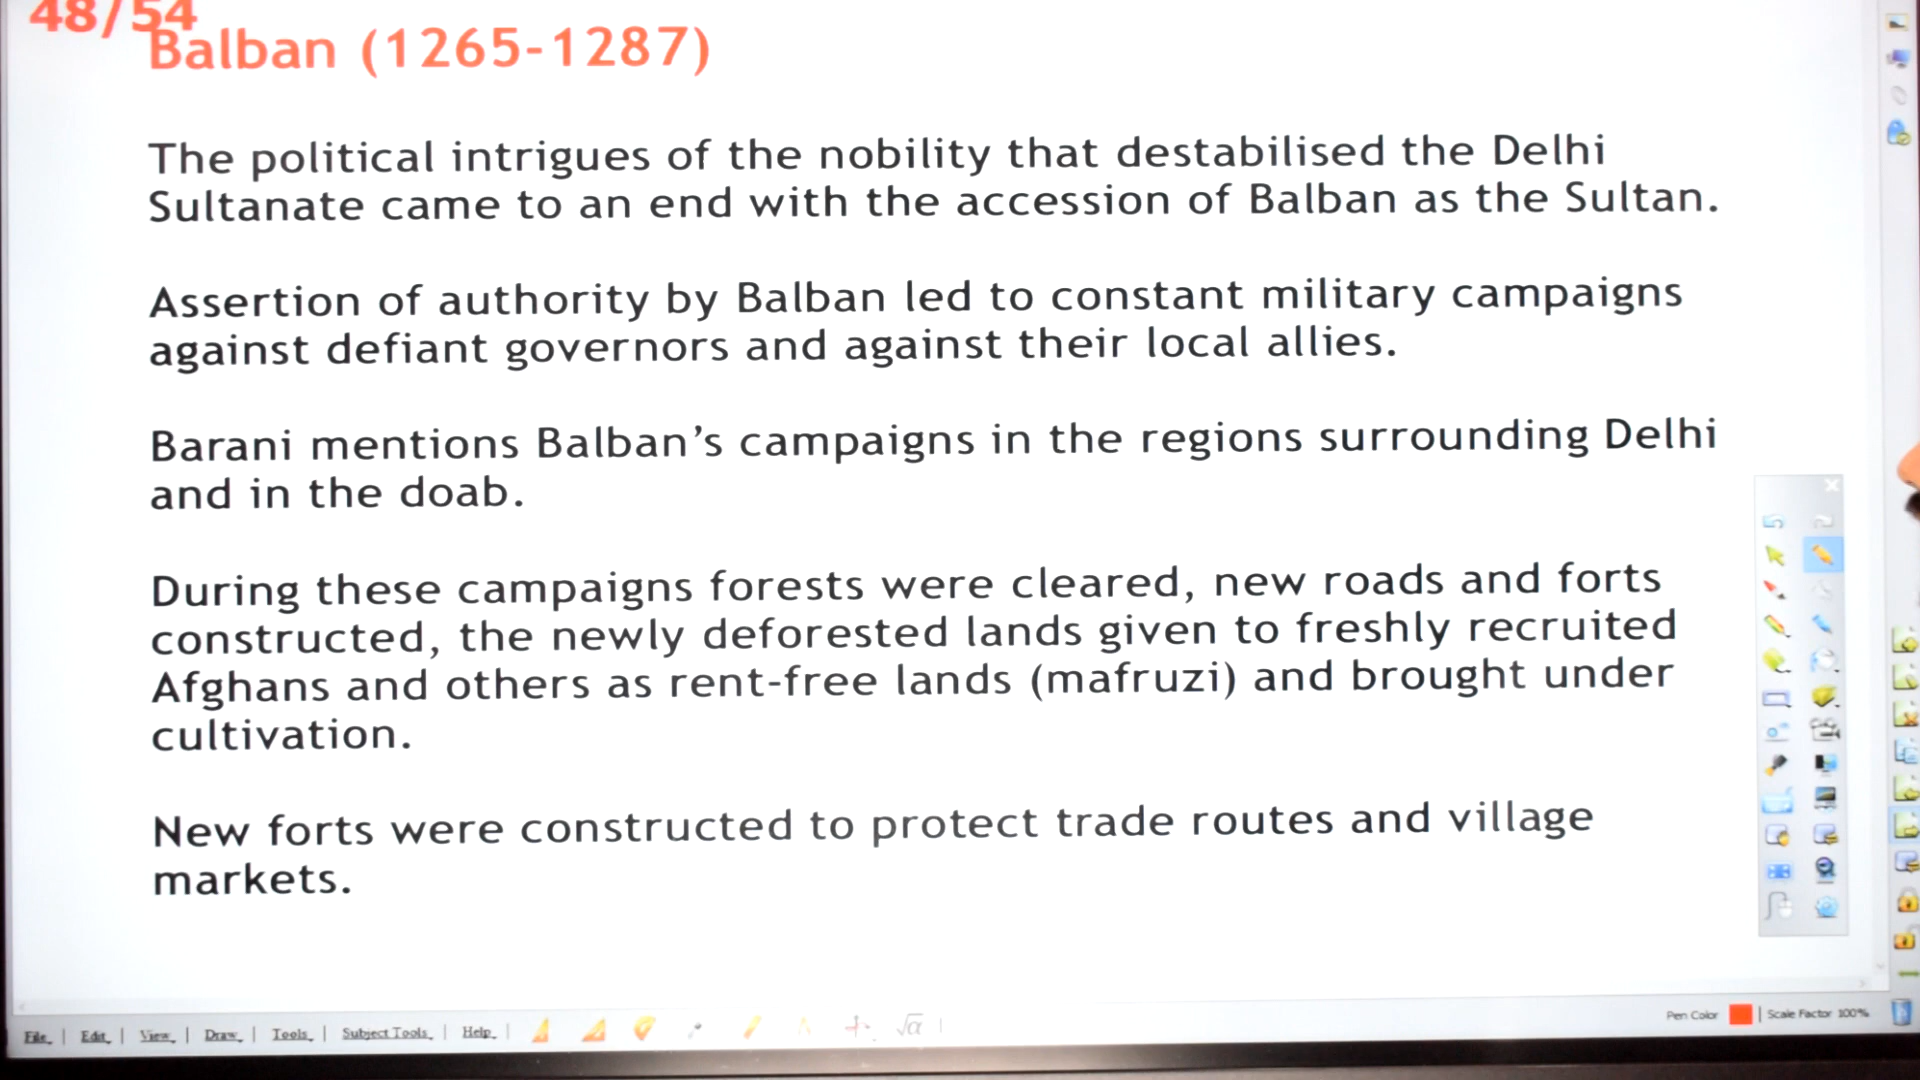 48/54
Balban (1265-1287)
The political intrigues of the nobility that destabilised the Delhi
Sultanate came to an end with the accession of Balban as the Sultan.
Assertion of authority by Balban led to constant military campaigns
against defiant governors and against their local allies.
Barani mentions Balban’s campaigns in the regions surrounding Delhi
and in the doab.
During these campaigns forests were cleared, new roads and forts
constructed, the newly deforested lands given to freshly recruited
Afghans and others as rent-free lands (mafruzi) and brought under
cultivation.
New forts were constructed to protect trade routes and village
markets.
File | Edit | View | Draw | Tools | Subject Tools | Help | √α |
Pen Color | Scale Factor 100%